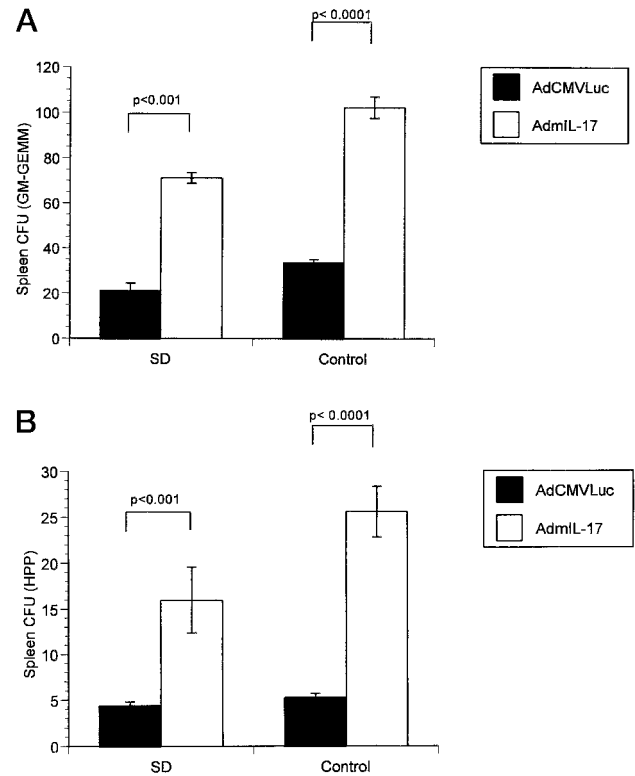 A
p< 0.0001
p<0.001
120
100
80
60
40
20
0
Spleen CFU (GM-GEMM)
SD
Control
AdCMVLuc
AdmIL-17
B
p< 0.0001
p<0.001
30
25
20
15
10
5
0
Spleen CFU (HPP)
SD
Control
AdCMVLuc
AdmIL-17